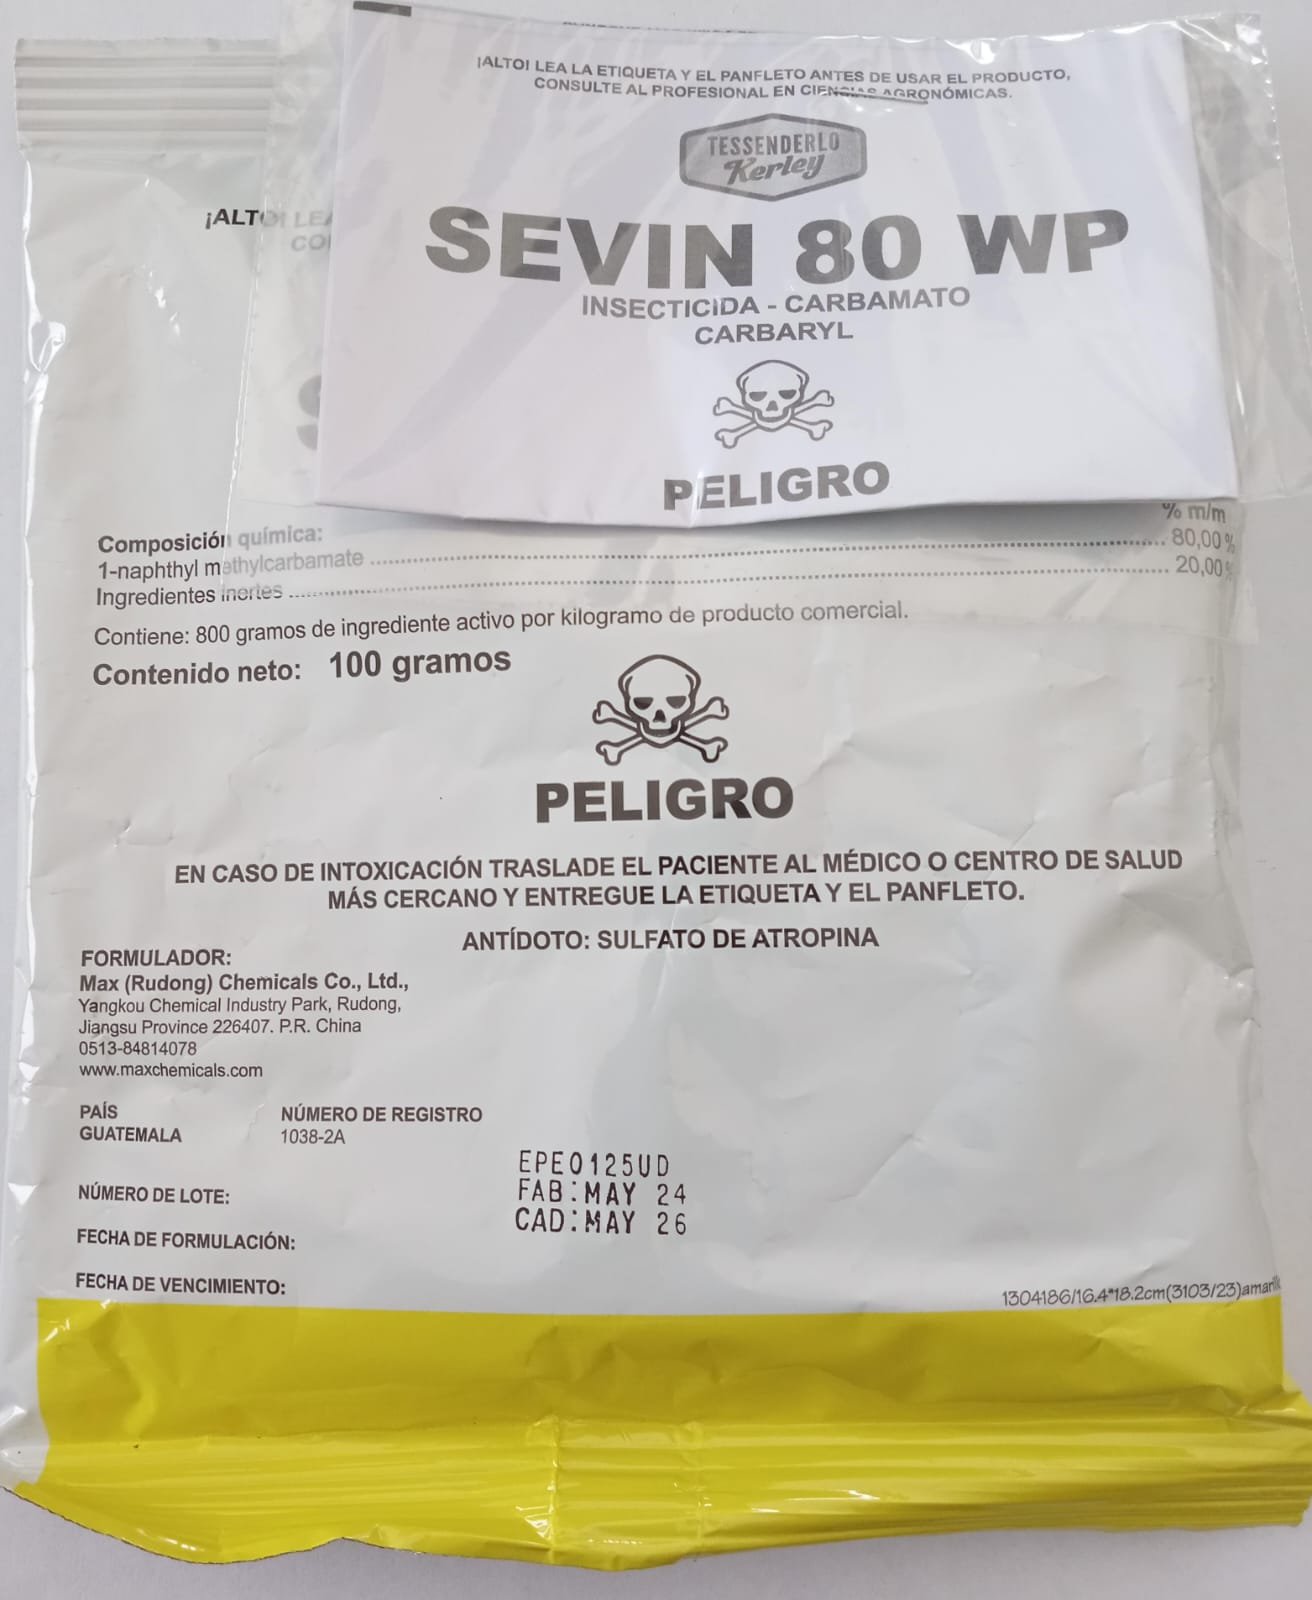 ¡ALTO! LEA LA ETIQUETA Y EL PANFLETO ANTES DE USAR EL PRODUCTO,
CONSULTE AL PROFESIONAL EN CIENCIAS AGRONÓMICAS.
TESSENDERLO
Kerley
SEVIN 80 WP
INSECTICIDA - CARBAMATO
CARBARYL
PELIGRO
¡ALTO! LEA
CO
% m/m
Composición química:
1-naphthyl methylcarbamate ........ 80,00 %
Ingredientes inertes ........ 20,00 %
Contiene: 800 gramos de ingrediente activo por kilogramo de producto comercial.
Contenido neto: 100 gramos
PELIGRO
EN CASO DE INTOXICACIÓN TRASLADE EL PACIENTE AL MÉDICO O CENTRO DE SALUD
MÁS CERCANO Y ENTREGUE LA ETIQUETA Y EL PANFLETO.
ANTÍDOTO: SULFATO DE ATROPINA
FORMULADOR:
Max (Rudong) Chemicals Co., Ltd.,
Yangkou Chemical Industry Park, Rudong,
Jiangsu Province 226407. P.R. China
0513-84814078
www.maxchemicals.com
PAÍS NÚMERO DE REGISTRO
GUATEMALA 1038-2A
EPE0125UD
NÚMERO DE LOTE:
FAB:MAY 24
CAD:MAY 26
FECHA DE FORMULACIÓN:
FECHA DE VENCIMIENTO:
1304186/16.4*18.2cm(3103/23)amarill